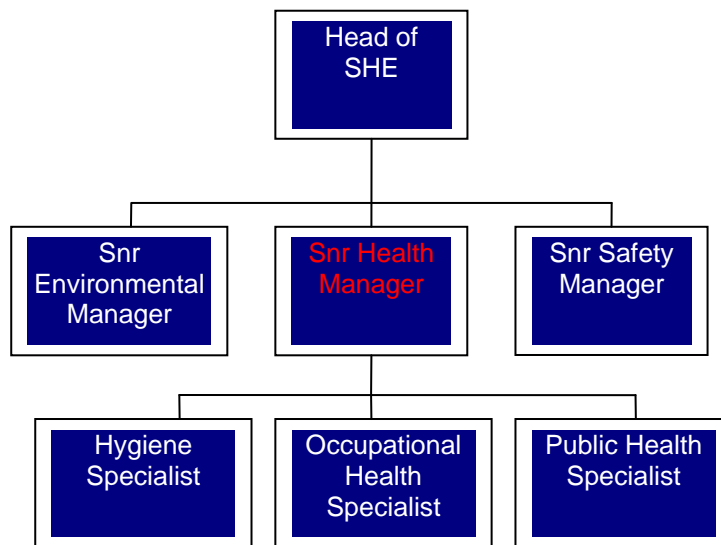 Head of
SHE
Snr
Environmental
Manager
Snr Health
Manager
Snr Safety
Manager
Hygiene
Specialist
Occupational
Health
Specialist
Public Health
Specialist